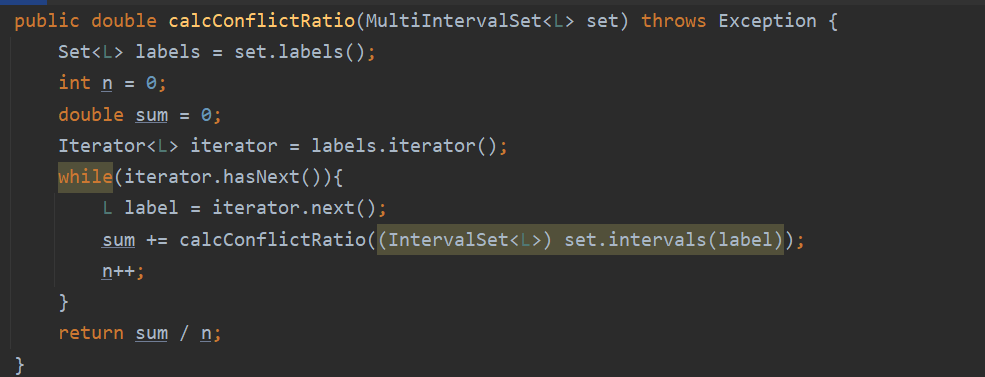 public double calcConflictRatio(MultiIntervalSet<L> set) throws Exception {
    Set<L> labels = set.labels();
    int n = 0;
    double sum = 0;
    Iterator<L> iterator = labels.iterator();
    while(iterator.hasNext()){
        L label = iterator.next();
        sum += calcConflictRatio((IntervalSet<L>) set.intervals(label));
        n++;
    }
    return sum / n;
}